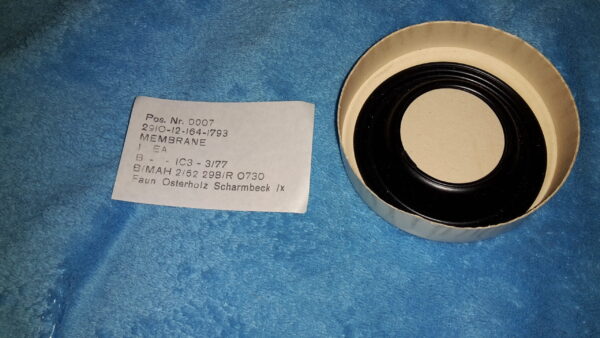 Pos. Nr. 0007
2910-12-164-1793
MEMBRANE
1 EA
B - - IC3 - 3/77
B/MAH 2/52 298/R 0730
Faun Osterholz Scharmbeck /x